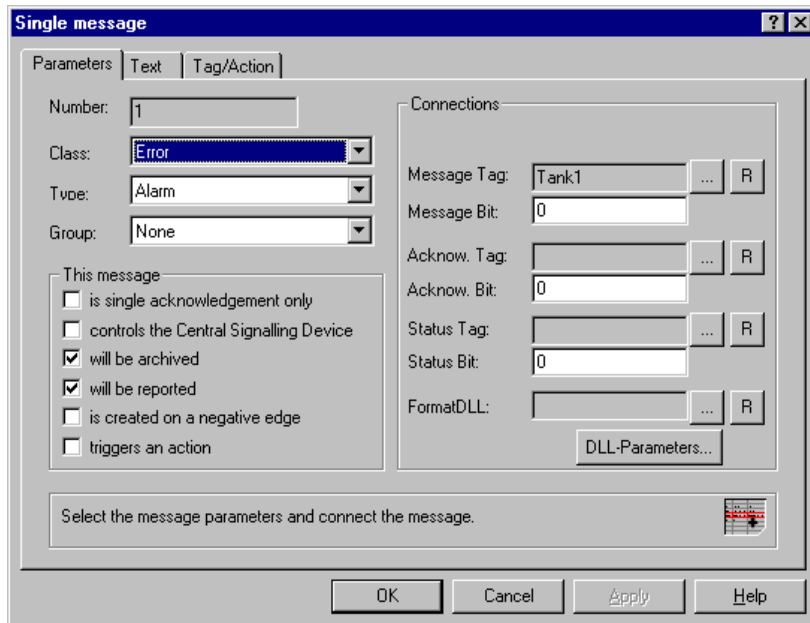 Single message
Parameters
Text
Tag/Action
Number: 1
Class: Error
Type: Alarm
Group: None
This message
is single acknowledgement only
controls the Central Signalling Device
will be archived
will be reported
is created on a negative edge
triggers an action
Connections
Message Tag: Tank1 ... R
Message Bit: 0
Acknow. Tag: ... R
Acknow. Bit: 0
Status Tag: ... R
Status Bit: 0
FormatDLL: ... R
DLL-Parameters...
Select the message parameters and connect the message.
OK Cancel Apply Help